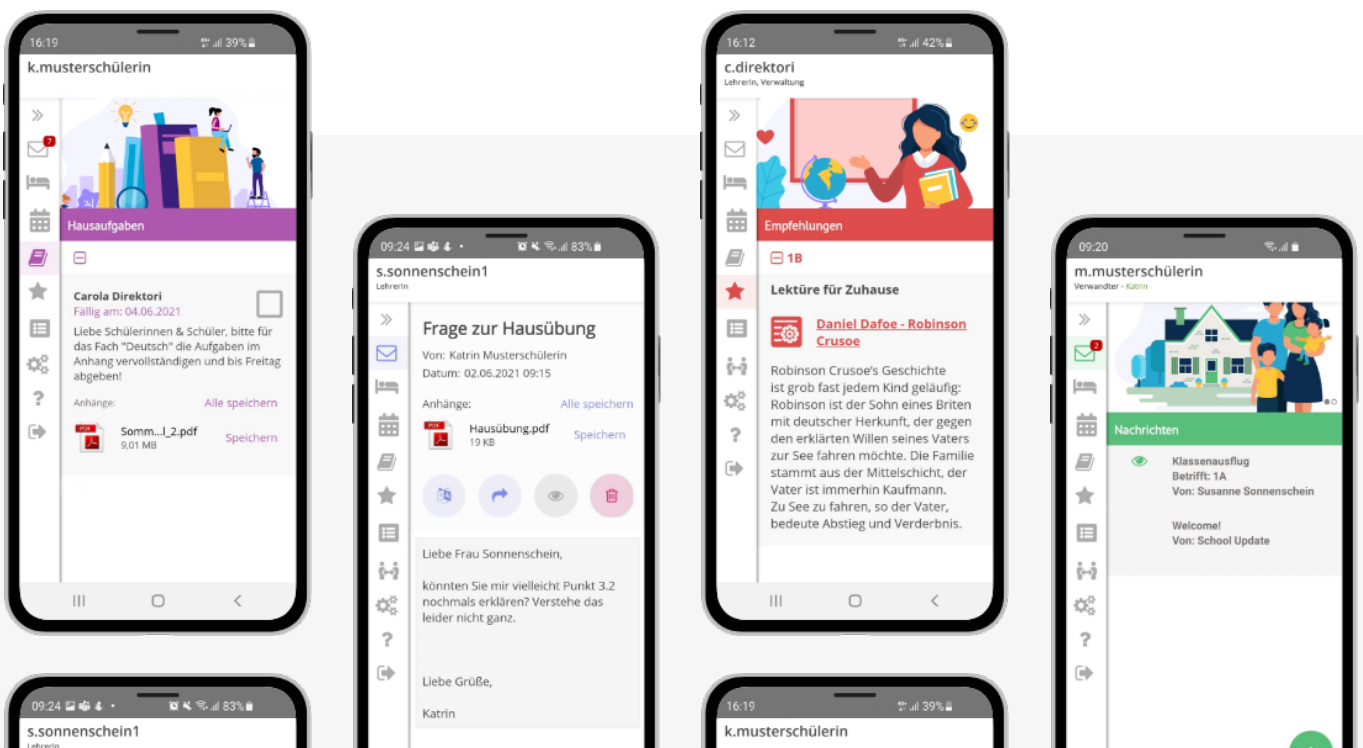 16:19
39%
k.musterschülerin
7
Hausaufgaben
Carola Direktori
Fällig am: 04.06.2021
Liebe Schülerinnen & Schüler, bitte für
das Fach "Deutsch" die Aufgaben im
Anhang vervollständigen und bis Freitag
abgeben!
Anhänge:
Alle speichern
PDF
Somm...l_2.pdf
9,01 MB
Speichern
?
09:24
83%
s.sonnenschein1
Lehrerin
Frage zur Hausübung
Von: Katrin Musterschülerin
Datum: 02.06.2021 09:15
Anhänge:
Alle speichern
PDF
Hausübung.pdf
19 KB
Speichern
Liebe Frau Sonnenschein,
könnten Sie mir vielleicht Punkt 3.2
nochmals erklären? Verstehe das
leider nicht ganz.
Liebe Grüße,
Katrin
?
16:12
42%
c.direktori
Lehrerin, Verwaltung
Empfehlungen
1B
Lektüre für Zuhause
Daniel Dafoe - Robinson
Crusoe
Robinson Crusoe's Geschichte
ist grob fast jedem Kind geläufig:
Robinson ist der Sohn eines Briten
mit deutscher Herkunft, der gegen
den erklärten Willen seines Vaters
zur See fahren möchte. Die Familie
stammt aus der Mittelschicht, der
Vater ist immerhin Kaufmann.
Zu See zu fahren, so der Vater,
bedeute Abstieg und Verderbnis.
?
09:20
m.musterschülerin
Verwandter - Katrin
2
Nachrichten
Klassenausflug
Betrifft: 1A
Von: Susanne Sonnenschein
Welcome!
Von: School Update
?
09:24
83%
s.sonnenschein1
Lehrerin
16:19
39%
k.musterschülerin